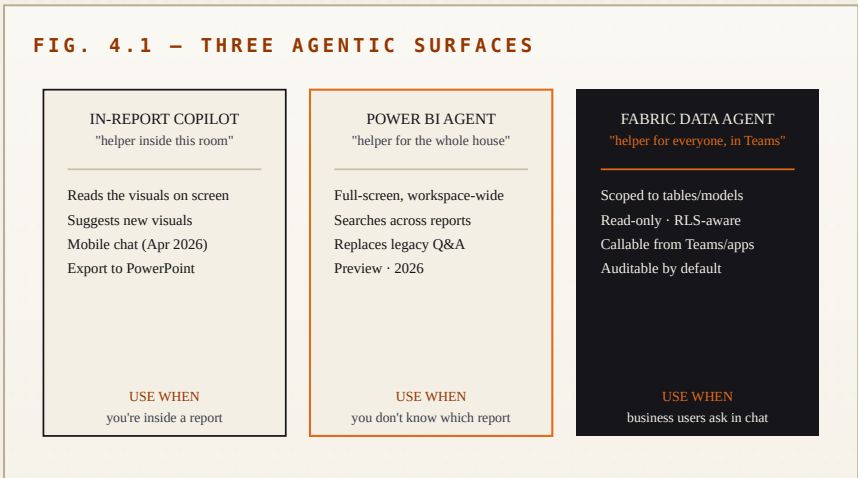 FIG. 4.1 — THREE AGENTIC SURFACES
IN-REPORT COPILOT
"helper inside this room"
Reads the visuals on screen
Suggests new visuals
Mobile chat (Apr 2026)
Export to PowerPoint
USE WHEN
you're inside a report
POWER BI AGENT
"helper for the whole house"
Full-screen, workspace-wide
Searches across reports
Replaces legacy Q&A
Preview · 2026
USE WHEN
you don't know which report
FABRIC DATA AGENT
"helper for everyone, in Teams"
Scoped to tables/models
Read-only · RLS-aware
Callable from Teams/apps
Auditable by default
USE WHEN
business users ask in chat